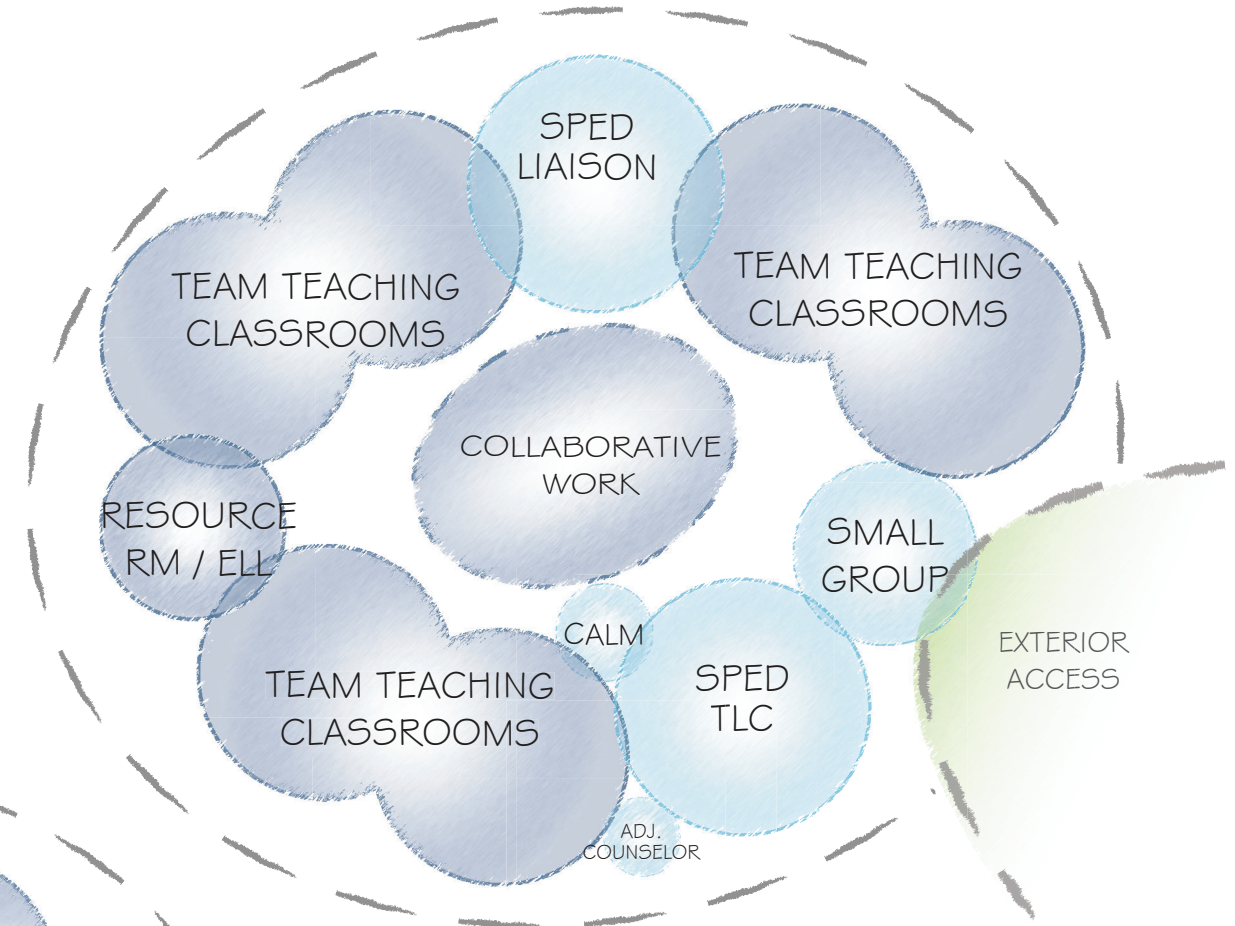 SPED
LIAISON
TEAM TEACHING
CLASSROOMS
TEAM TEACHING
CLASSROOMS
COLLABORATIVE
WORK
RESOURCE
RM / ELL
SMALL
GROUP
CALM
EXTERIOR
ACCESS
TEAM TEACHING
CLASSROOMS
SPED
TLC
ADJ.
COUNSELOR